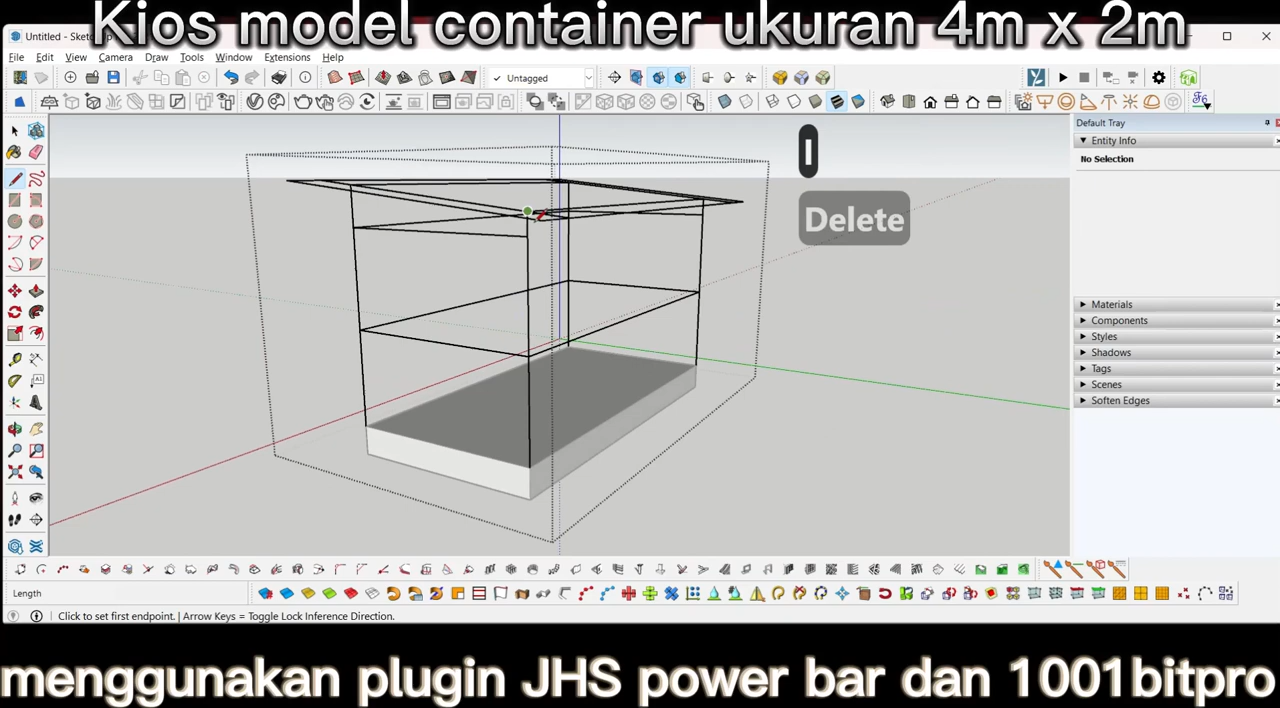 Kios model container ukuran 4m x 2m
Untitled - Sketc
File Edit View Camera Draw Tools Window Extensions Help
Untagged
Default Tray
Entity Info
No Selection
Delete
Materials
Components
Styles
Shadows
Tags
Scenes
Soften Edges
Length
Click to set first endpoint. | Arrow Keys = Toggle Lock Inference Direction.
menggunakan plugin JHS power bar dan 1001bitpro